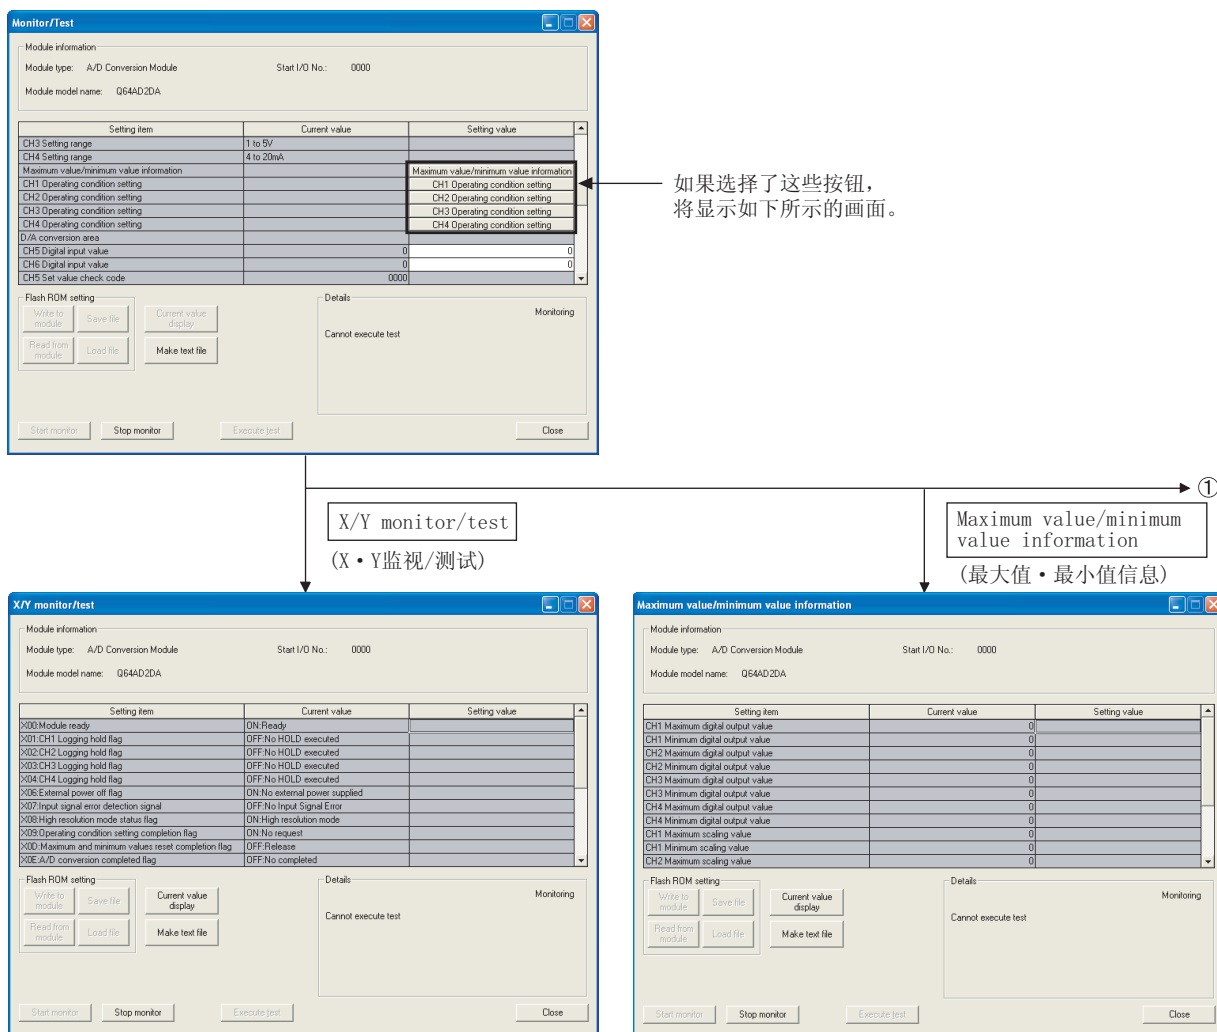 Monitor/Test
Module information
Module type: A/D Conversion Module Start I/O No.: 0000
Module model name: Q64AD2DA
Setting item Current value Setting value
CH3 Setting range 1 to 5V
CH4 Setting range 4 to 20mA
Maximum value/minimum value information Maximum value/minimum value information
CH1 Operating condition setting CH1 Operating condition setting
CH2 Operating condition setting CH2 Operating condition setting
CH3 Operating condition setting CH3 Operating condition setting
CH4 Operating condition setting CH4 Operating condition setting
D/A conversion area
CH5 Digital input value 0 0
CH6 Digital input value 0 0
CH5 Set value check code 0000
如果选择了这些按钮，
将显示如下所示的画面。
Flash ROM setting
Write to module Save file Current value display
Read from module Load file Make text file
Details
Monitoring
Cannot execute test
Start monitor Stop monitor Execute test Close
①
X/Y monitor/test
(X·Y监视/测试)
Maximum value/minimum
value information
(最大值·最小值信息)
X/Y monitor/test
Module information
Module type: A/D Conversion Module Start I/O No.: 0000
Module model name: Q64AD2DA
Setting item Current value Setting value
X00:Module ready ON:Ready
X01:CH1 Logging hold flag OFF:No HOLD executed
X02:CH2 Logging hold flag OFF:No HOLD executed
X03:CH3 Logging hold flag OFF:No HOLD executed
X04:CH4 Logging hold flag OFF:No HOLD executed
X06:External power off flag ON:No external power supplied
X07:Input signal error detection signal OFF:No Input Signal Error
X08:High resolution mode status flag ON:High resolution mode
X09:Operating condition setting completion flag ON:No request
X0D:Maximum and minimum values reset completion flag OFF:Release
X0E:A/D conversion completed flag OFF:No completed
Flash ROM setting
Write to module Save file Current value display
Read from module Load file Make text file
Details
Monitoring
Cannot execute test
Start monitor Stop monitor Execute test Close
Maximum value/minimum value information
Module information
Module type: A/D Conversion Module Start I/O No.: 0000
Module model name: Q64AD2DA
Setting item Current value Setting value
CH1 Maximum digital output value 0
CH1 Minimum digital output value 0
CH2 Maximum digital output value 0
CH2 Minimum digital output value 0
CH3 Maximum digital output value 0
CH3 Minimum digital output value 0
CH4 Maximum digital output value 0
CH4 Minimum digital output value 0
CH1 Maximum scaling value 0
CH1 Minimum scaling value 0
CH2 Maximum scaling value 0
Flash ROM setting
Write to module Save file Current value display
Read from module Load file Make text file
Details
Monitoring
Cannot execute test
Start monitor Stop monitor Execute test Close